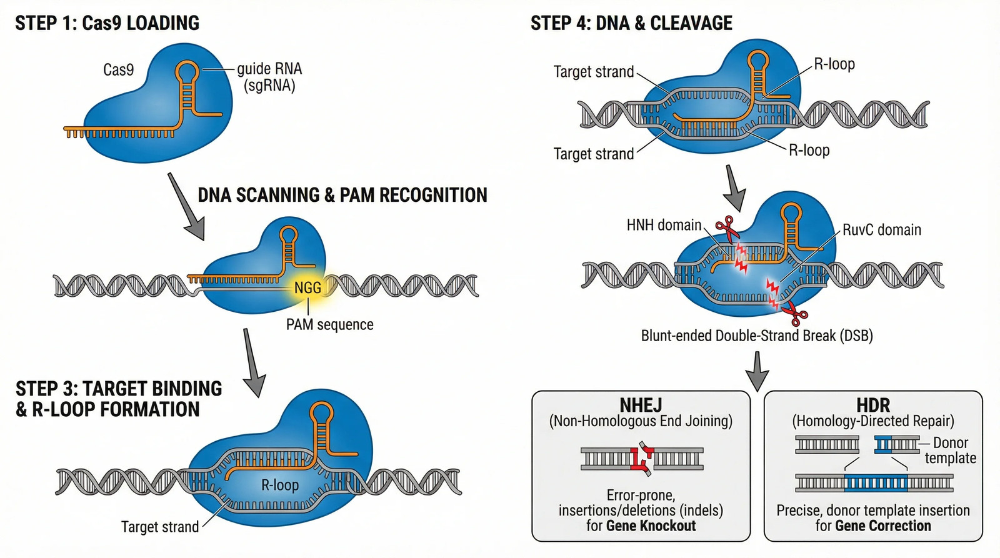 STEP 1: Cas9 LOADING
Cas9
guide RNA
(sgRNA)
DNA SCANNING & PAM RECOGNITION
NGG
PAM sequence
STEP 3: TARGET BINDING
& R-LOOP FORMATION
R-loop
Target strand
STEP 4: DNA & CLEAVAGE
Target strand
R-loop
Target strand
R-loop
HNH domain
RuvC domain
Blunt-ended Double-Strand Break (DSB)
NHEJ
(Non-Homologous End Joining)
Error-prone,
insertions/deletions (indels)
for Gene Knockout
HDR
(Homology-Directed Repair)
Donor
template
Precise, donor template insertion
for Gene Correction